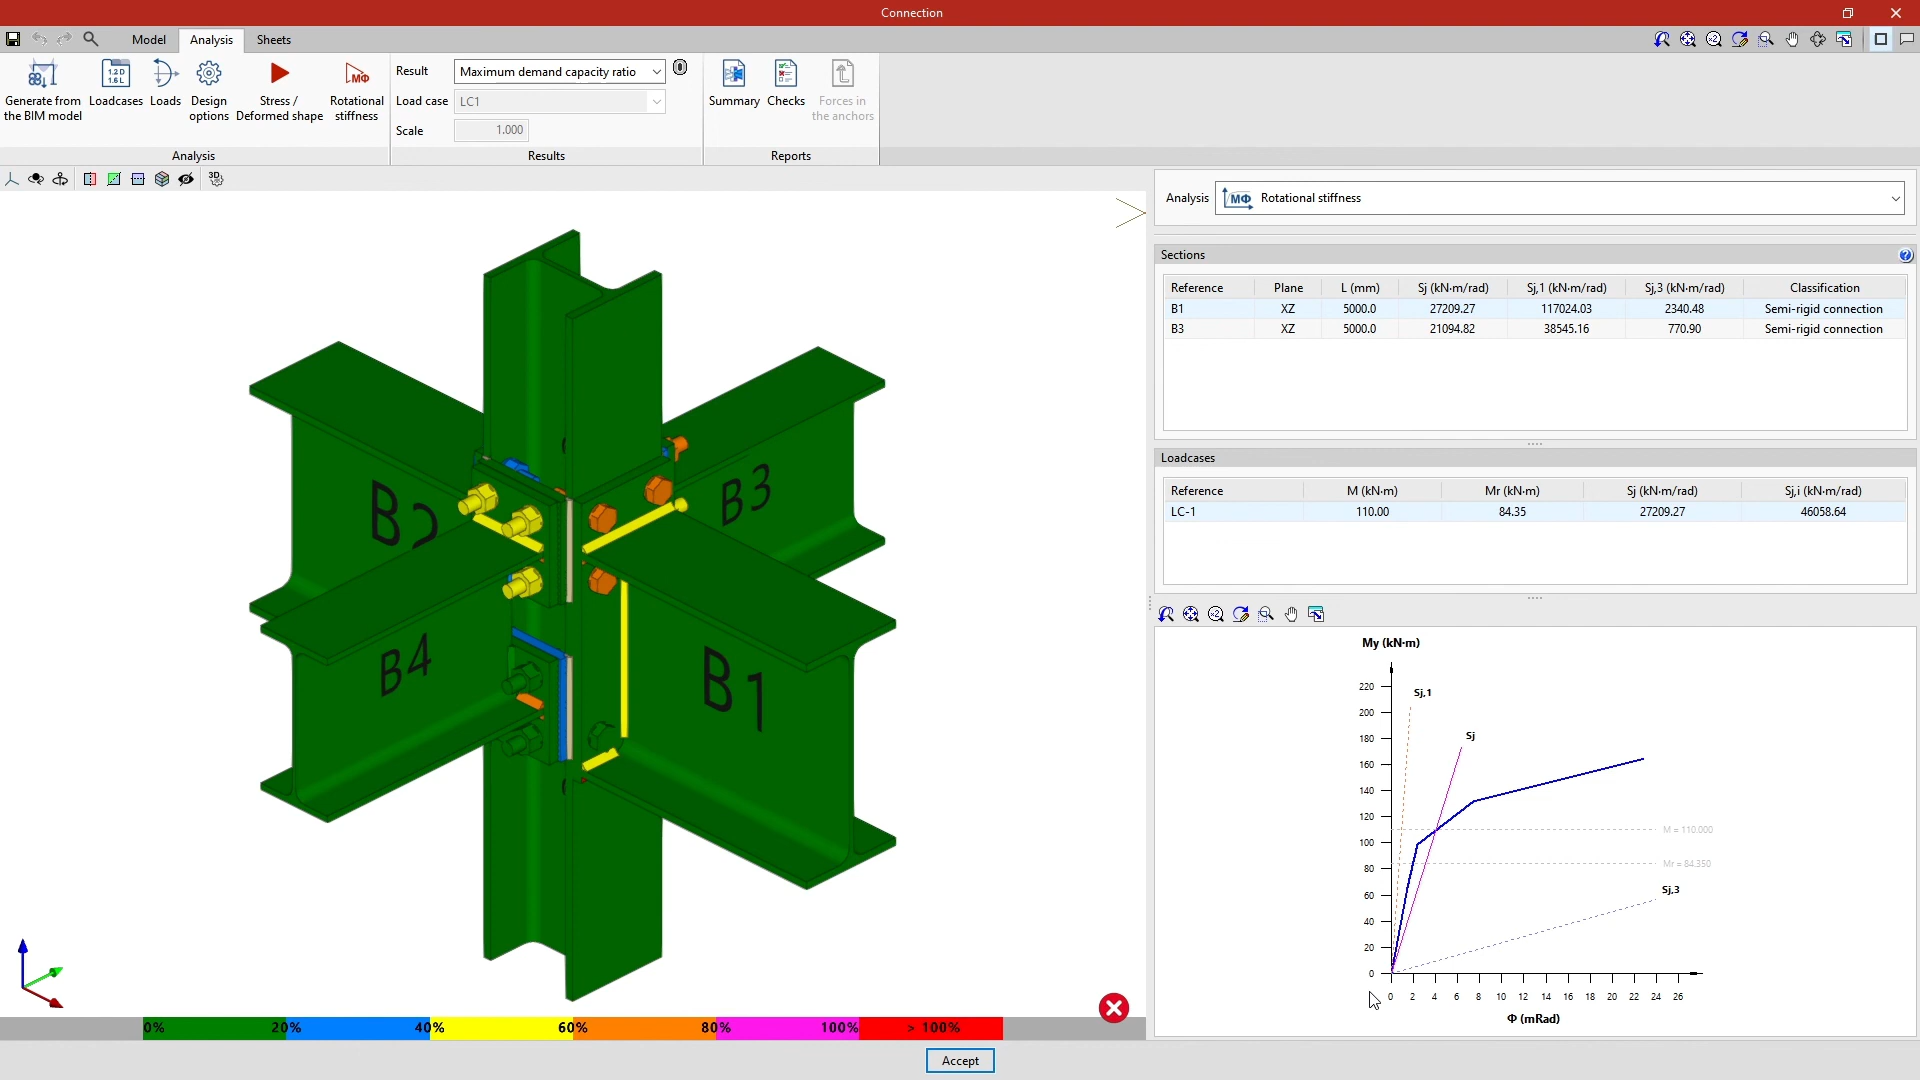 Connection
Model Analysis Sheets
Generate from the BIM model
Loadcases
Loads
Design options
Stress / Deformed shape
Rotational stiffness
Analysis
Result Maximum demand capacity ratio
Load case LC1
Scale 1.000
Results
Summary
Checks
Forces in the anchors
Reports
3D
Analysis MΦ Rotational stiffness
Sections
Reference Plane L (mm) Sj (kN·m/rad) Sj,1 (kN·m/rad) Sj,3 (kN·m/rad) Classification
B1 XZ 5000.0 27209.27 117024.03 2340.48 Semi-rigid connection
B3 XZ 5000.0 21094.82 38545.16 770.90 Semi-rigid connection
Loadcases
Reference M (kN·m) Mr (kN·m) Sj (kN·m/rad) Sj,i (kN·m/rad)
LC-1 110.00 84.35 27209.27 46058.64
B3
B4
B1
My (kN·m)
220
200
180
160
140
120
100
80
60
40
20
0
Sj,1
Sj
M = 110.000
Mr = 84.350
Sj,3
0 2 4 6 8 10 12 14 16 18 20 22 24 26
Φ (mRad)
0% 20% 40% 60% 80% 100% > 100%
Accept